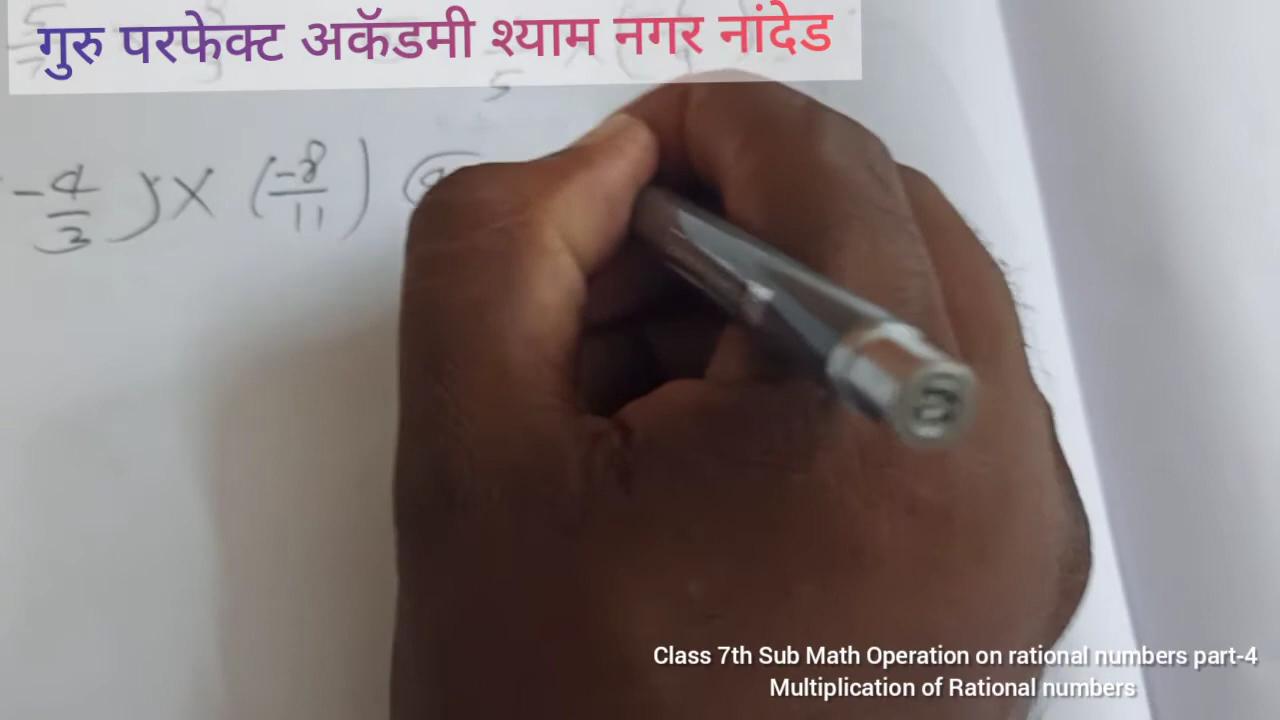 गुरु परफेक्ट अकॅडमी श्याम नगर नांदेड
5
-4/3 ) × (-8/11)
Class 7th Sub Math Operation on rational numbers part-4
Multiplication of Rational numbers